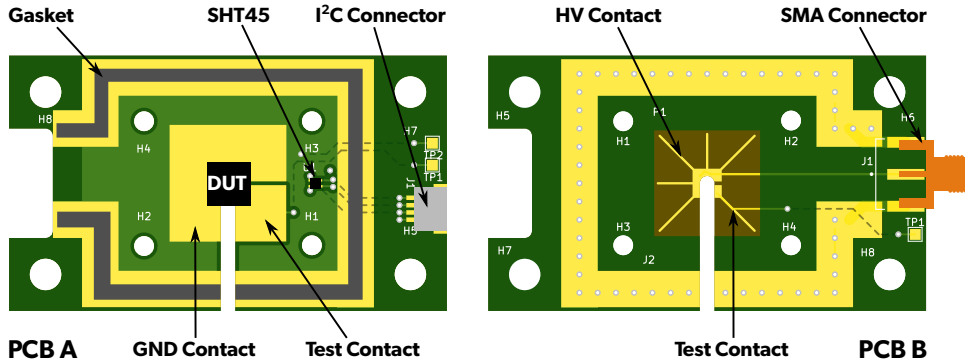 Gasket
SHT45
I²C Connector
HV Contact
SMA Connector
H8
H4
H3
H7
TP2
TP1
J1
DUT
H2
H1
H5
PCB A
GND Contact
Test Contact
H5
P1
H6
H1
H2
J1
H3
H4
TP1
H7
J2
H8
Test Contact
PCB B